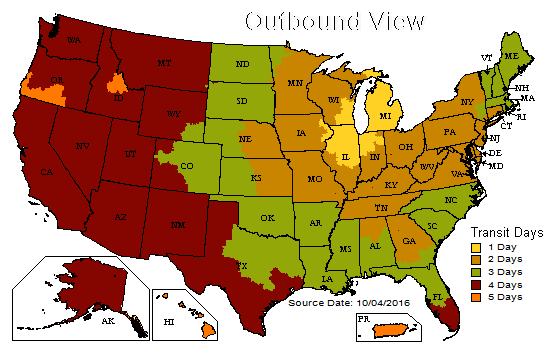 Outbound View
WA
MT
ND
MN
VT
ME
OR
ID
WY
SD
WI
MI
NY
NH
MA
RI
CT
NV
UT
CO
NE
IA
IL
IN
OH
PA
NJ
DE
MD
CA
KS
MO
KY
WV
VA
AZ
NM
OK
AR
TN
NC
SC
TX
LA
MS
AL
GA
FL
AK
HI
PR
Transit Days
1 Day
2 Days
3 Days
4 Days
5 Days
Source Date: 10/04/2016